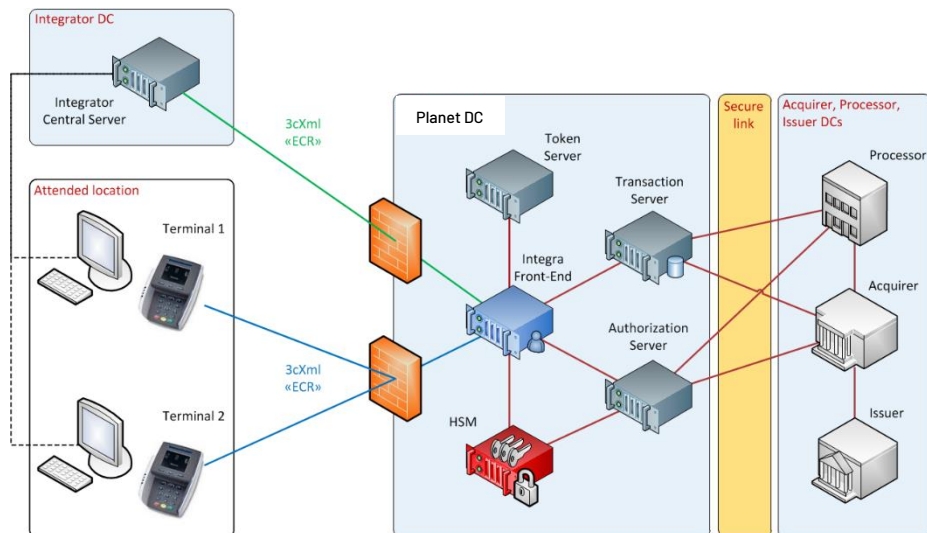 Integrator DC
Integrator
Central Server
3cXml
«ECR»
Attended location
Terminal 1
Terminal 2
3cXml
«ECR»
Planet DC
Token
Server
Transaction
Server
Integra
Front-End
Authorization
Server
HSM
Secure
link
Acquirer, Processor,
Issuer DCs
Processor
Acquirer
Issuer